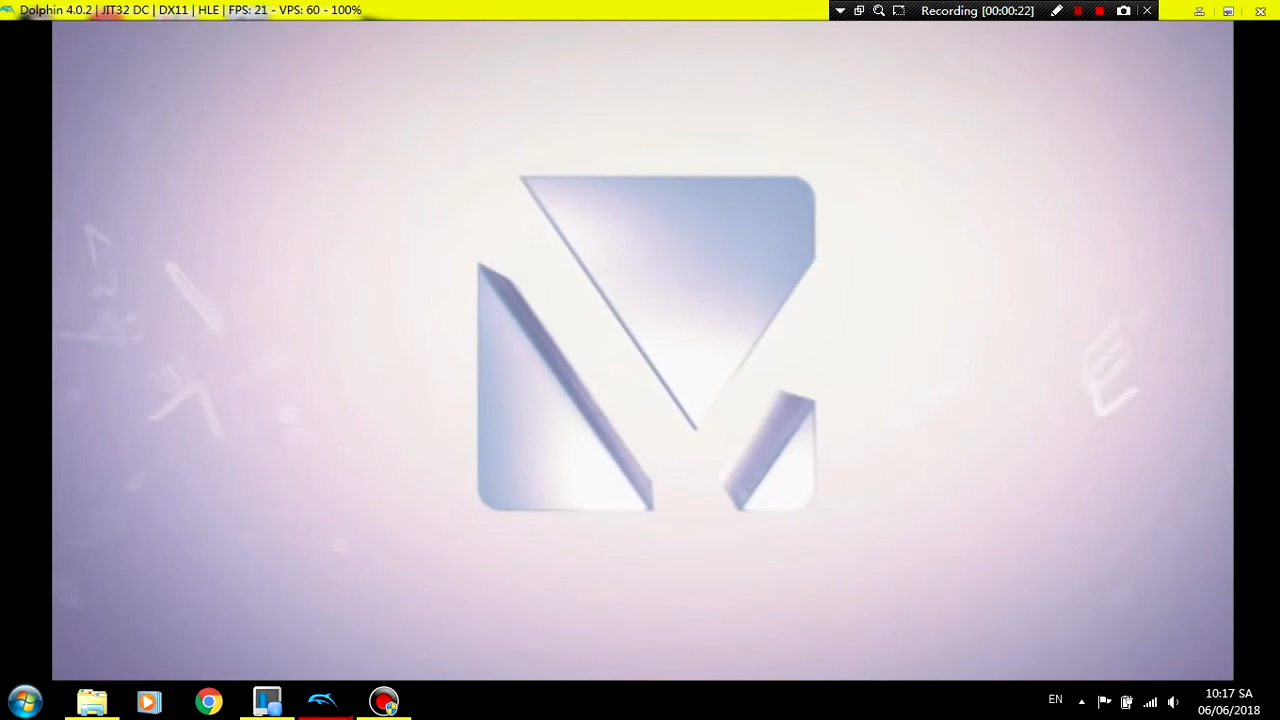 Dolphin 4.0.2 | JIT32 DC | DX11 | HLE | FPS: 21 - VPS: 60 - 100%
Recording [00:00:22]
E
EN
10:17 SA
06/06/2018